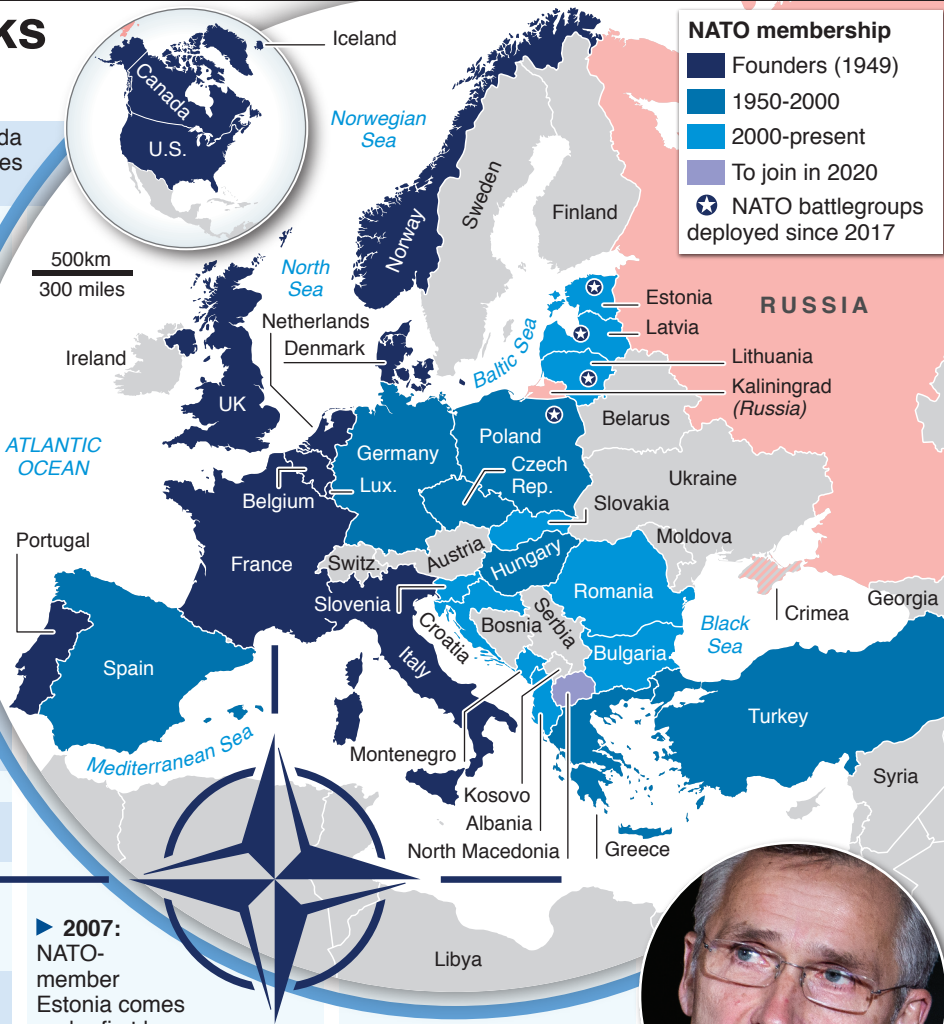 ks
da
es
Iceland
Canada
U.S.
NATO membership
Founders (1949)
1950-2000
2000-present
To join in 2020
NATO battlegroups
deployed since 2017
Norwegian
Sea
Sweden
Finland
Norway
500km
300 miles
North
Sea
Estonia
RUSSIA
Latvia
Netherlands
Denmark
Baltic Sea
Lithuania
Ireland
Kaliningrad
(Russia)
UK
Belarus
ATLANTIC
OCEAN
Poland
Germany
Czech
Rep.
Ukraine
Lux.
Belgium
Slovakia
Portugal
Moldova
France
Switz.
Austria
Hungary
Romania
Georgia
Slovenia
Crimea
Croatia
Bosnia
Serbia
Black
Sea
Bulgaria
Italy
Spain
Turkey
Mediterranean Sea
Montenegro
Syria
Kosovo
Albania
North Macedonia
Greece
2007:
NATO-
member
Estonia comes
Libya